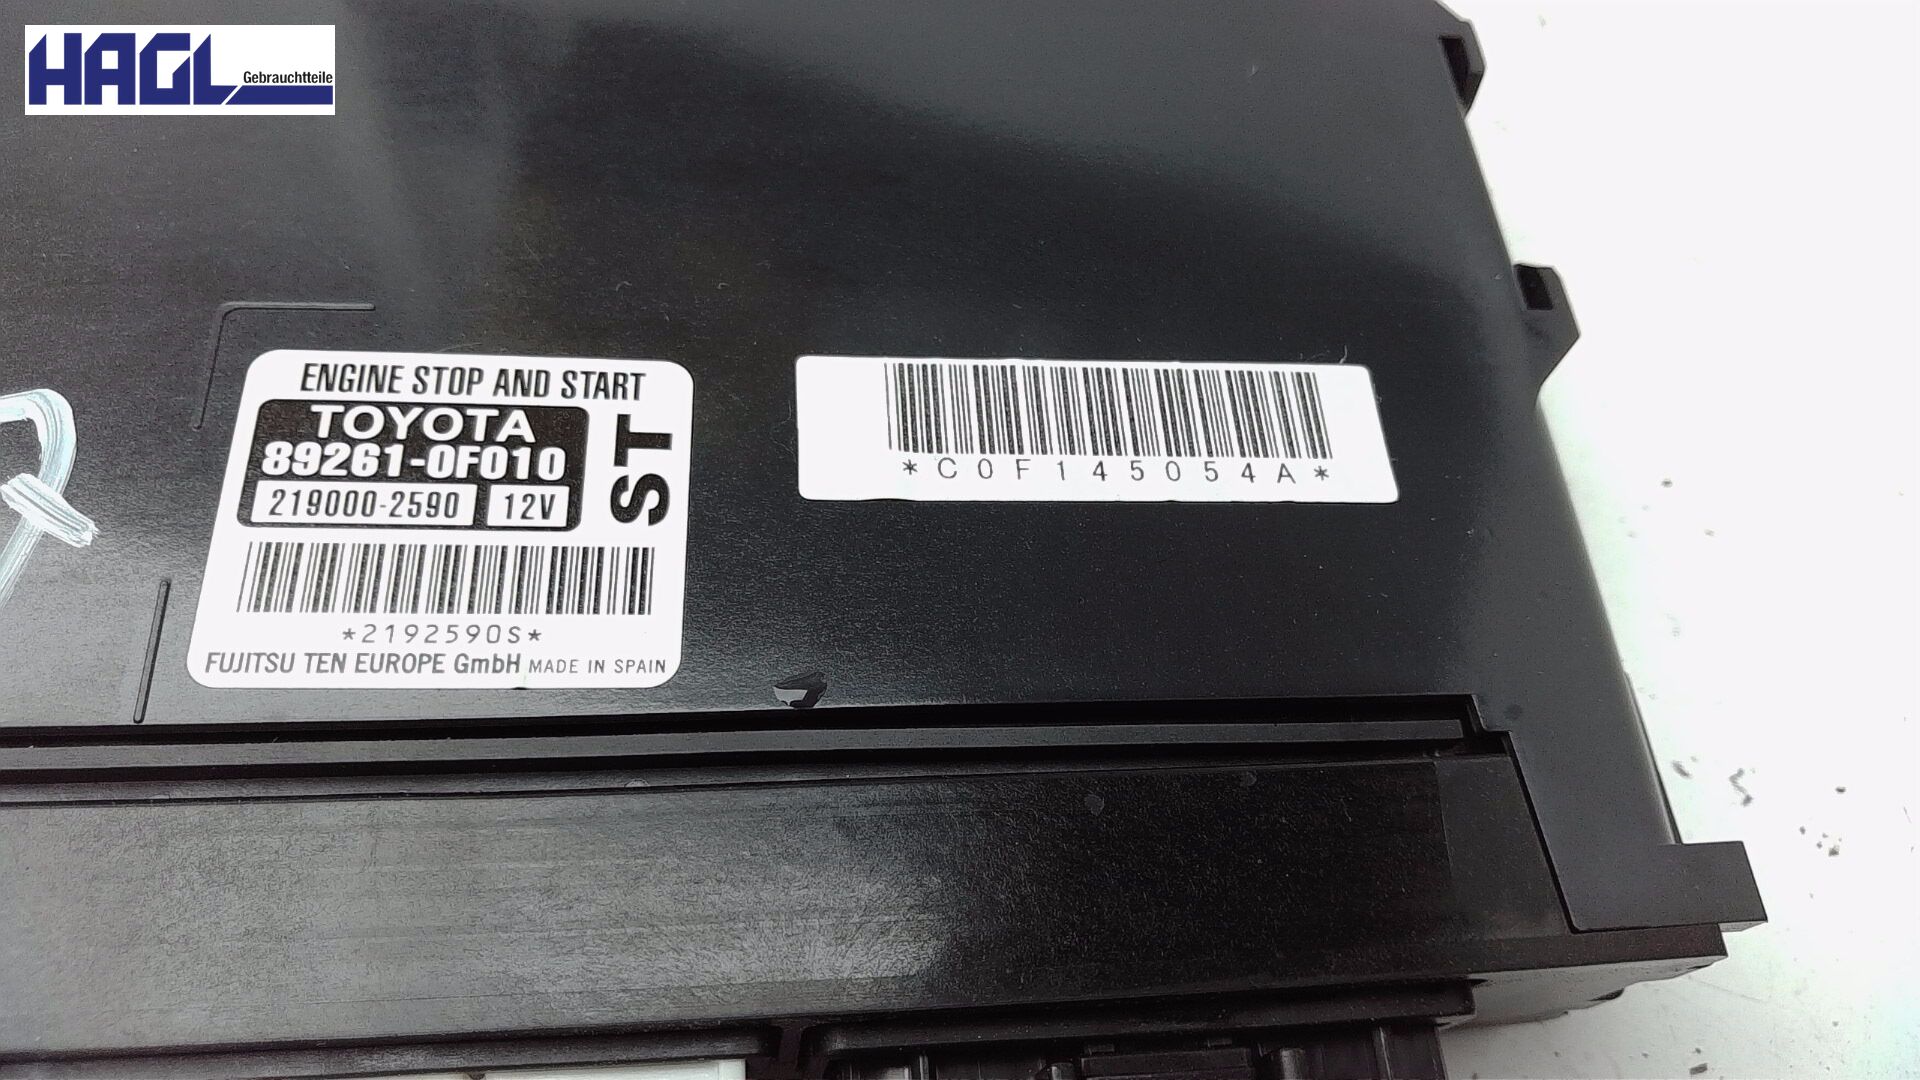 HAGL
Gebrauchtteile
ENGINE STOP AND START
TOYOTA
89261-0F010
219000-2590 12V
ST
*2192590S*
FUJITSU TEN EUROPE GmbH MADE IN SPAIN
*C0F145054A*